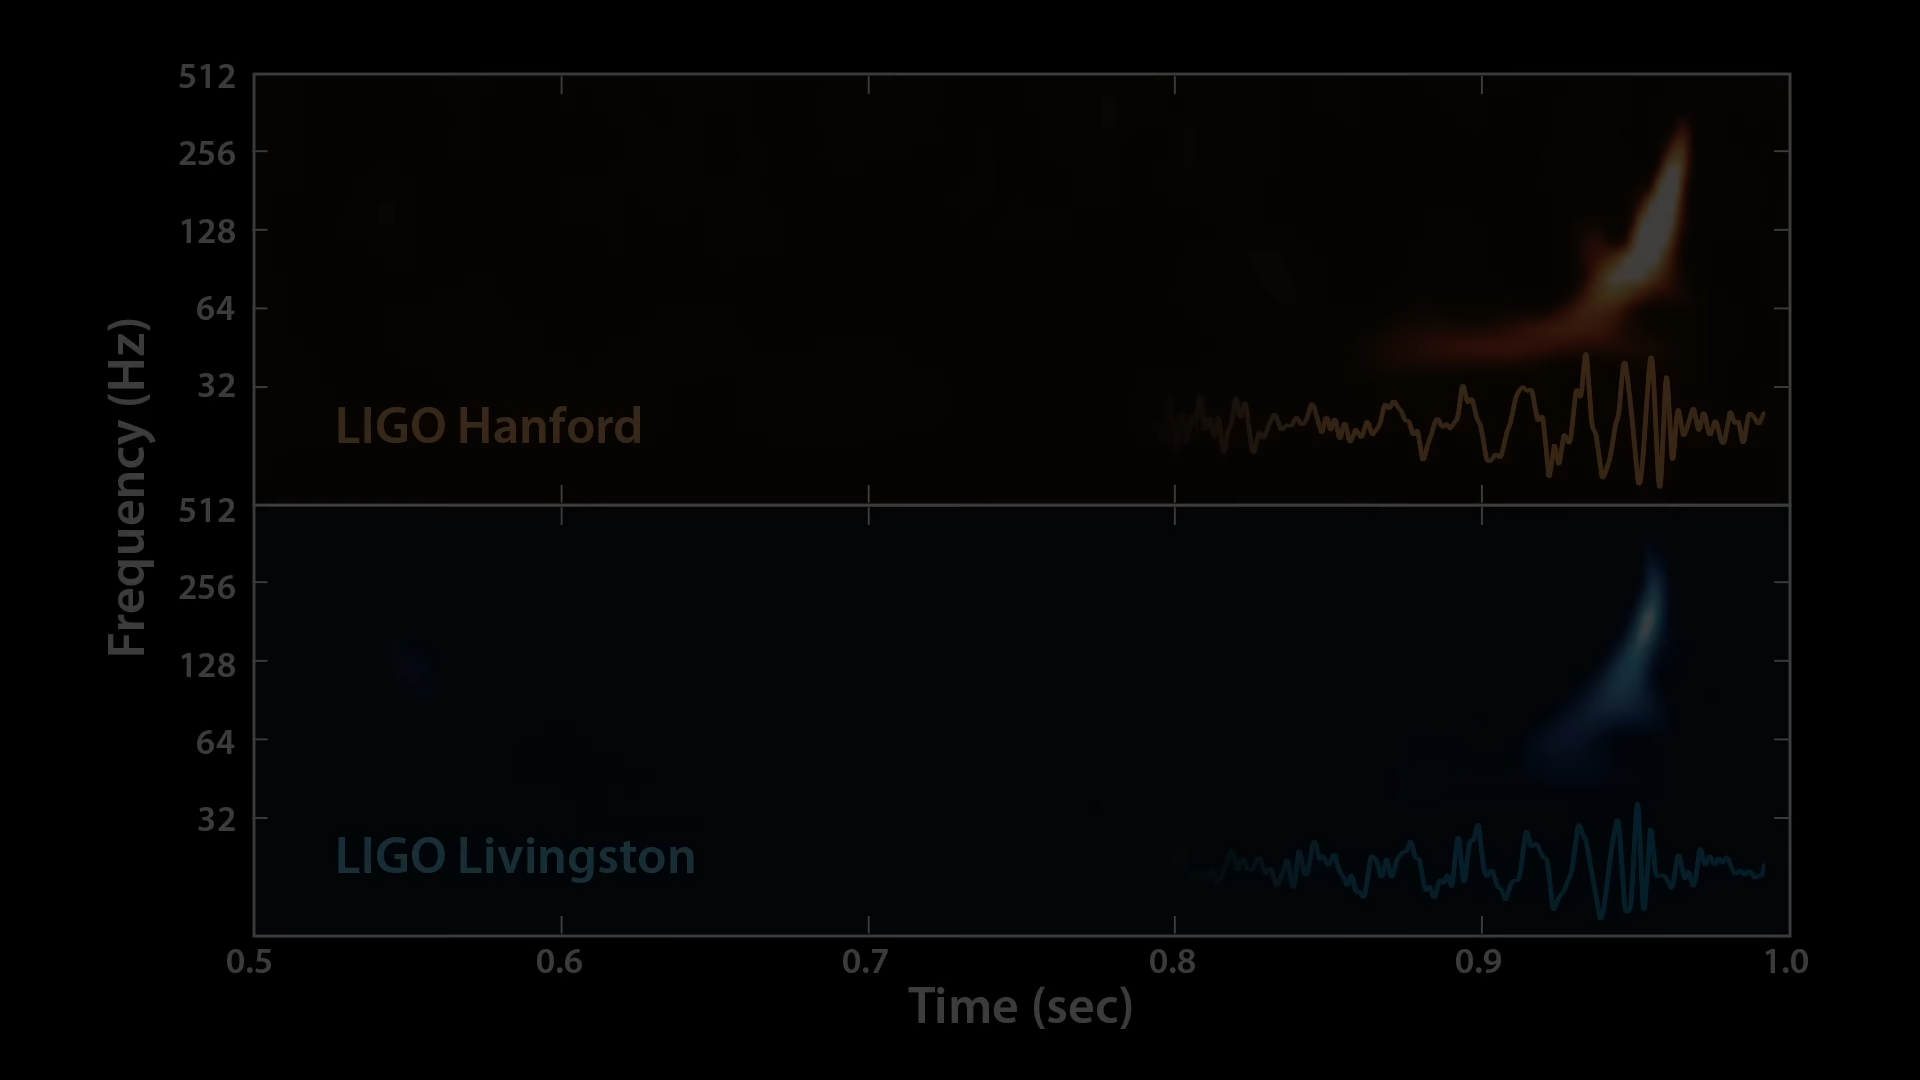 512
256
128
64
32
LIGO Hanford
Frequency (Hz)
512
256
128
64
32
LIGO Livingston
0.5 0.6 0.7 0.8 0.9 1.0
Time (sec)